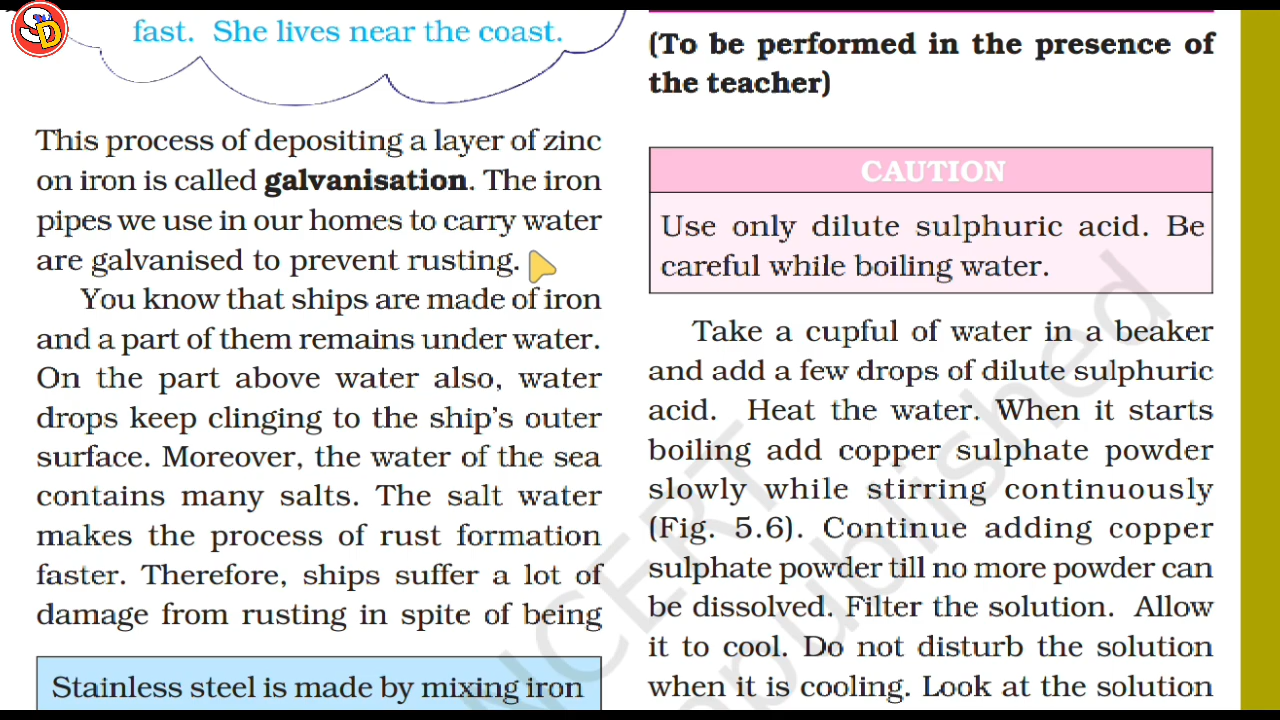 SD
fast. She lives near the coast.
This process of depositing a layer of zinc
on iron is called galvanisation. The iron
pipes we use in our homes to carry water
are galvanised to prevent rusting.
You know that ships are made of iron
and a part of them remains under water.
On the part above water also, water
drops keep clinging to the ship's outer
surface. Moreover, the water of the sea
contains many salts. The salt water
makes the process of rust formation
faster. Therefore, ships suffer a lot of
damage from rusting in spite of being
Stainless steel is made by mixing iron
(To be performed in the presence of
the teacher)
CAUTION
Use only dilute sulphuric acid. Be
careful while boiling water.
Take a cupful of water in a beaker
and add a few drops of dilute sulphuric
acid. Heat the water. When it starts
boiling add copper sulphate powder
slowly while stirring continuously
(Fig. 5.6). Continue adding copper
sulphate powder till no more powder can
be dissolved. Filter the solution. Allow
it to cool. Do not disturb the solution
when it is cooling. Look at the solution
NCERT
republished